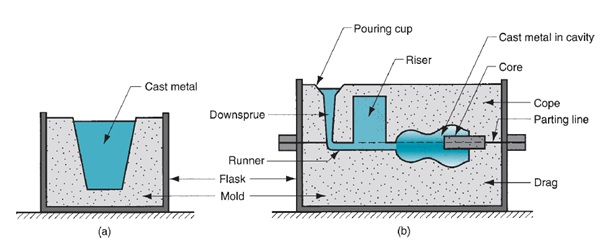 Pouring cup
Cast metal in cavity
Riser
Core
Cast metal
Cope
Downsprue
Parting line
Runner
Flask
Drag
Mold
(a)
(b)